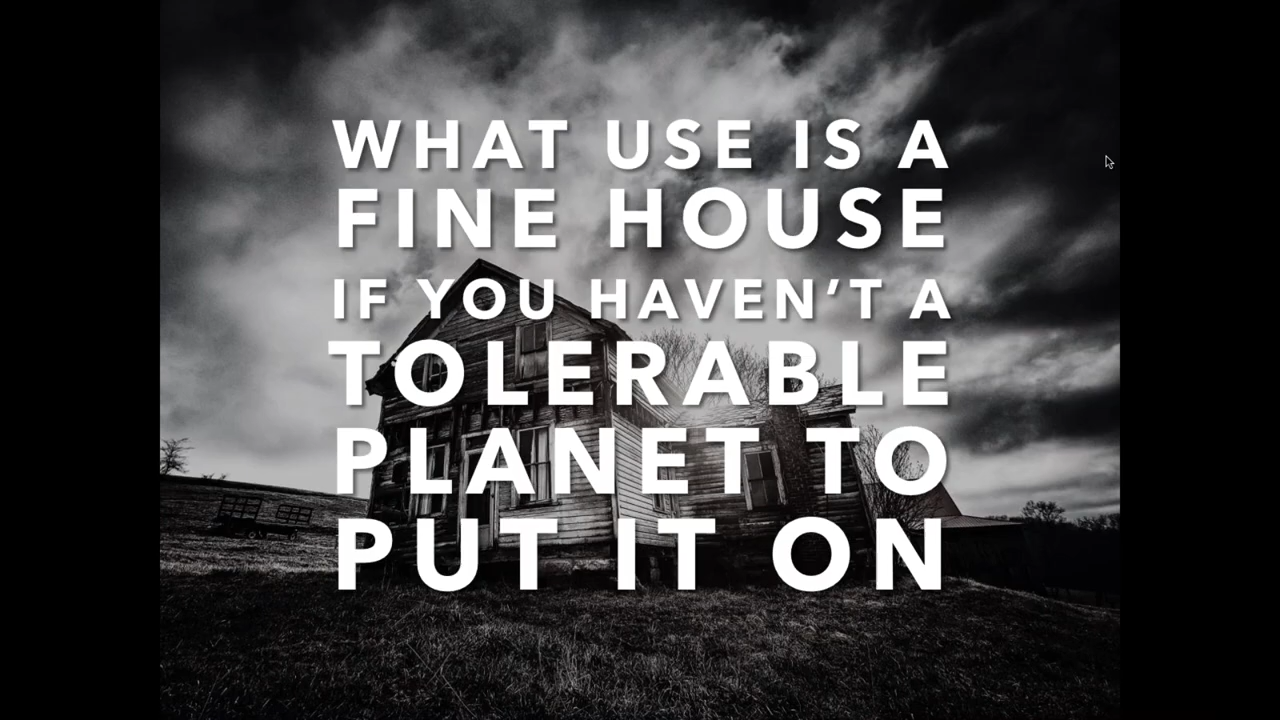 WHAT USE IS A
FINE HOUSE
IF YOU HAVEN’T A
TOLERABLE
PLANET TO
PUT IT ON